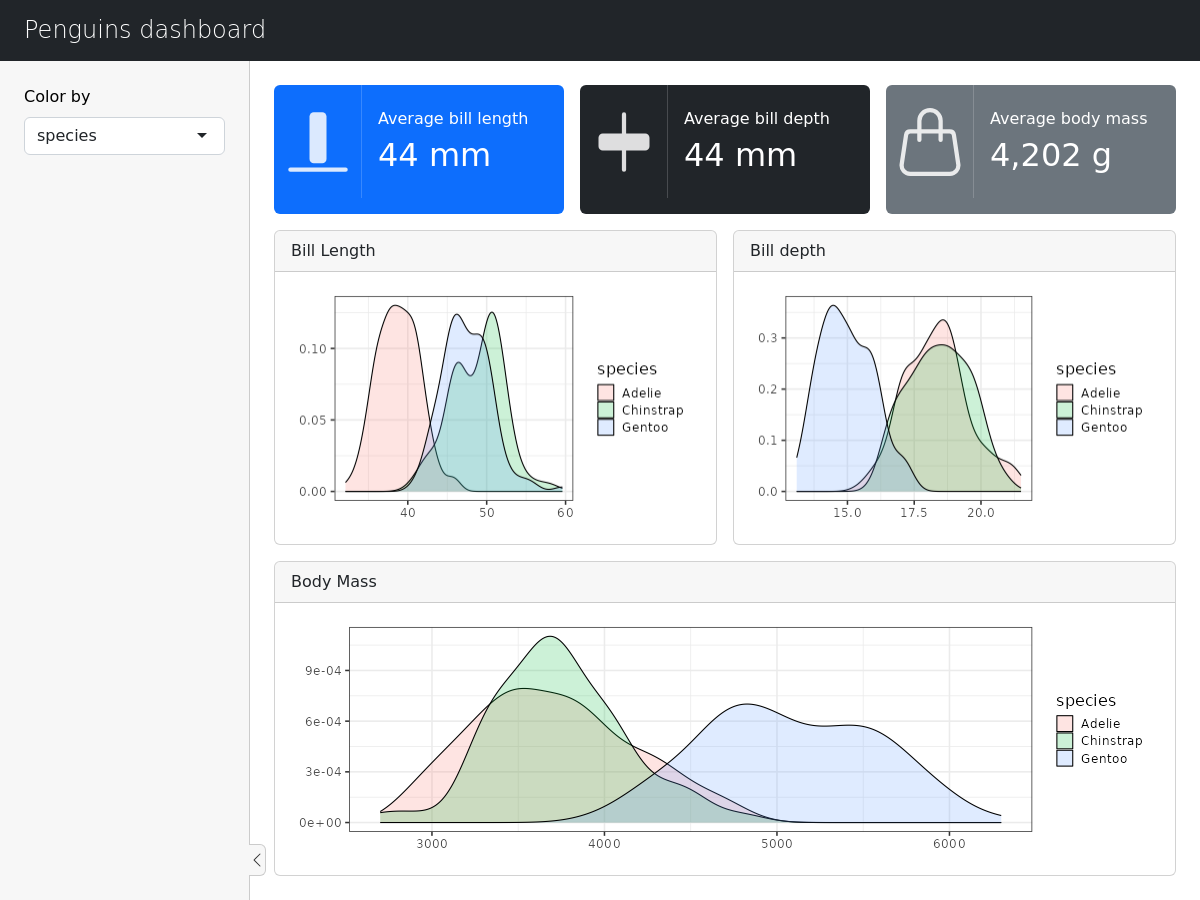 Penguins dashboard
Color by
species
Average bill length
44 mm
Average bill depth
44 mm
Average body mass
4,202 g
Bill Length
0.10
0.05
0.00
40 50 60
species
Adelie
Chinstrap
Gentoo
Bill depth
0.3
0.2
0.1
0.0
15.0 17.5 20.0
species
Adelie
Chinstrap
Gentoo
Body Mass
9e-04
6e-04
3e-04
0e+00
3000 4000 5000 6000
species
Adelie
Chinstrap
Gentoo